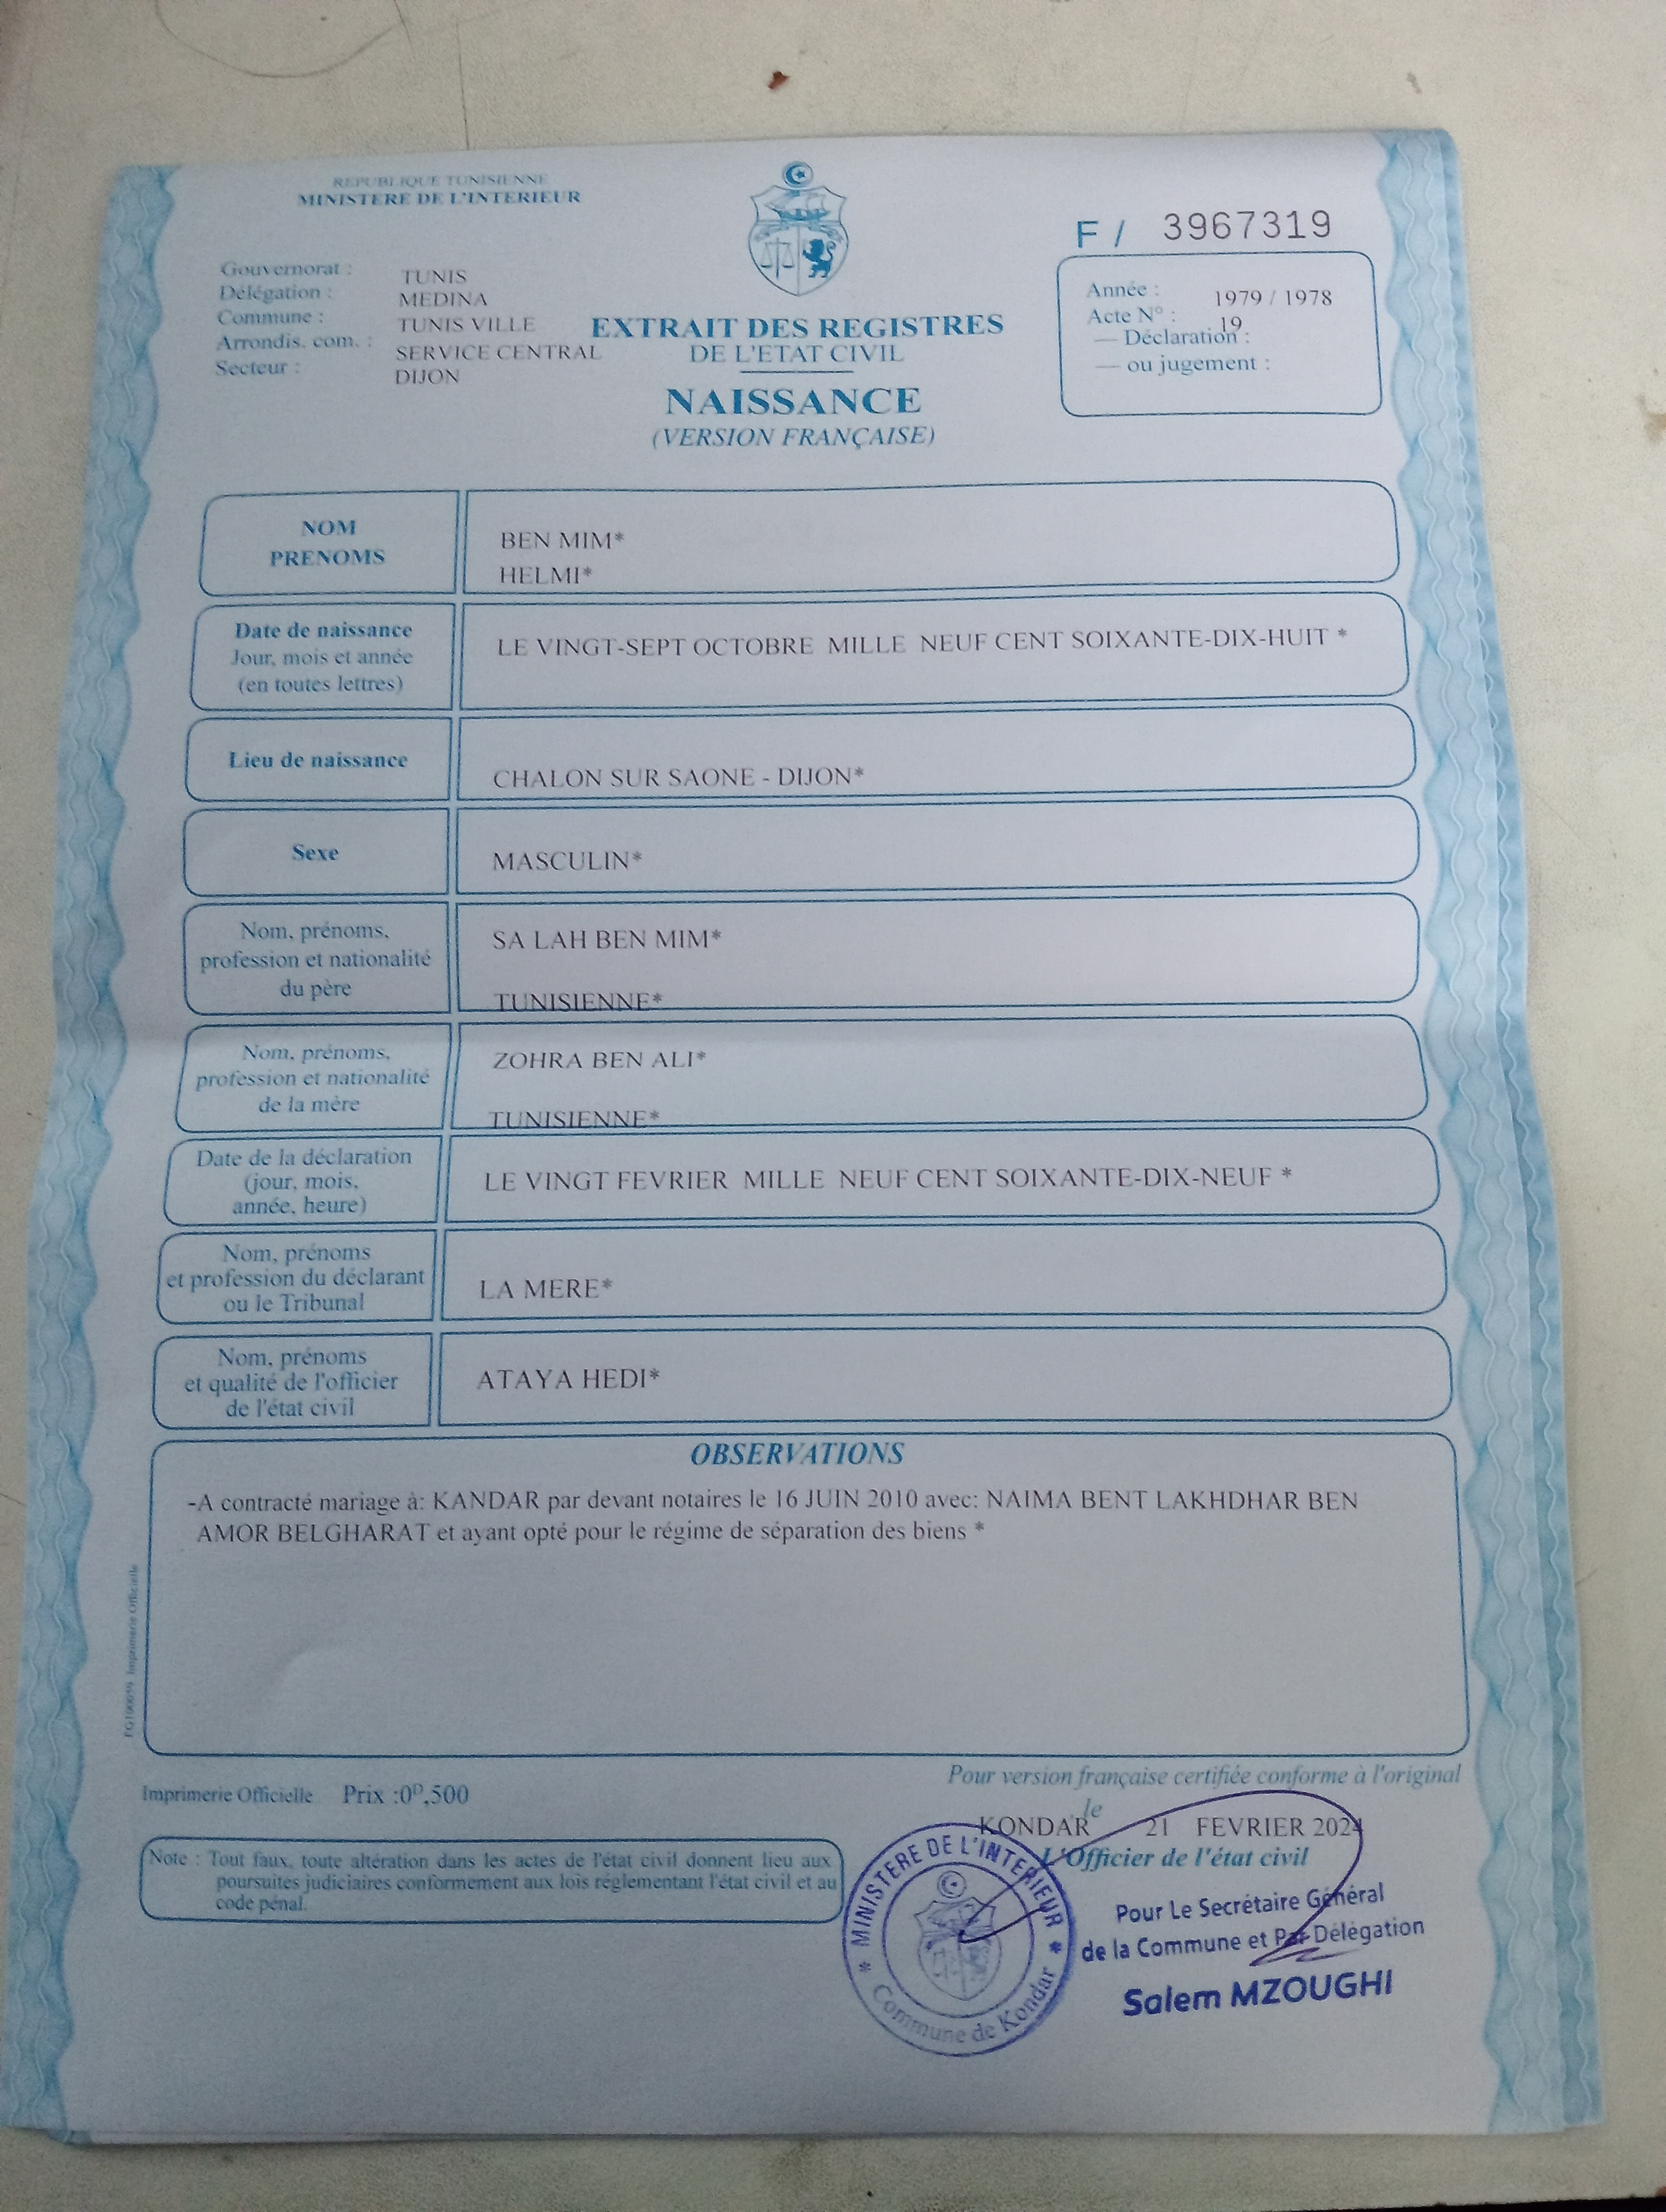 REPUBLIQUE TUNISIENNE
MINISTERE DE L'INTERIEUR
F / 3967319
Gouvernorat : TUNIS
Délégation : MEDINA
Commune : TUNIS VILLE
Arrondis. com. : SERVICE CENTRAL
Secteur : DIJON
EXTRAIT DES REGISTRES
DE L'ETAT CIVIL
NAISSANCE
(VERSION FRANÇAISE)
Année : 1979 / 1978
Acte N° : 19
— Déclaration :
— ou jugement :
NOM
PRENOMS
BEN MIM*
HELMI*
Date de naissance
Jour, mois et année
(en toutes lettres)
LE VINGT-SEPT OCTOBRE MILLE NEUF CENT SOIXANTE-DIX-HUIT *
Lieu de naissance
CHALON SUR SAONE - DIJON*
Sexe
MASCULIN*
Nom, prénoms,
profession et nationalité
du père
SA LAH BEN MIM*
TUNISIENNE*
Nom, prénoms,
profession et nationalité
de la mère
ZOHRA BEN ALI*
TUNISIENNE*
Date de la déclaration
(jour, mois,
année, heure)
LE VINGT FEVRIER MILLE NEUF CENT SOIXANTE-DIX-NEUF *
Nom, prénoms
et profession du déclarant
ou le Tribunal
LA MERE*
Nom, prénoms
et qualité de l'officier
de l'état civil
ATAYA HEDI*
OBSERVATIONS
-A contracté mariage à: KANDAR par devant notaires le 16 JUIN 2010 avec: NAIMA BENT LAKHDHAR BEN
AMOR BELGHARAT et ayant opté pour le régime de séparation des biens *
Imprimerie Officielle
Imprimerie Officielle Prix :0ᴰ,500
Pour version française certifiée conforme à l'original
KONDAR le 21 FEVRIER 2024
L'Officier de l'état civil
Note : Tout faux, toute altération dans les actes de l'état civil donnent lieu aux
poursuites judiciaires conformement aux lois réglementant l'état civil et au
code pénal.
* MINISTERE DE L'INTERIEUR *
Commune de Kondar
Pour Le Secrétaire Général
de la Commune et Par Délégation
Salem MZOUGHI